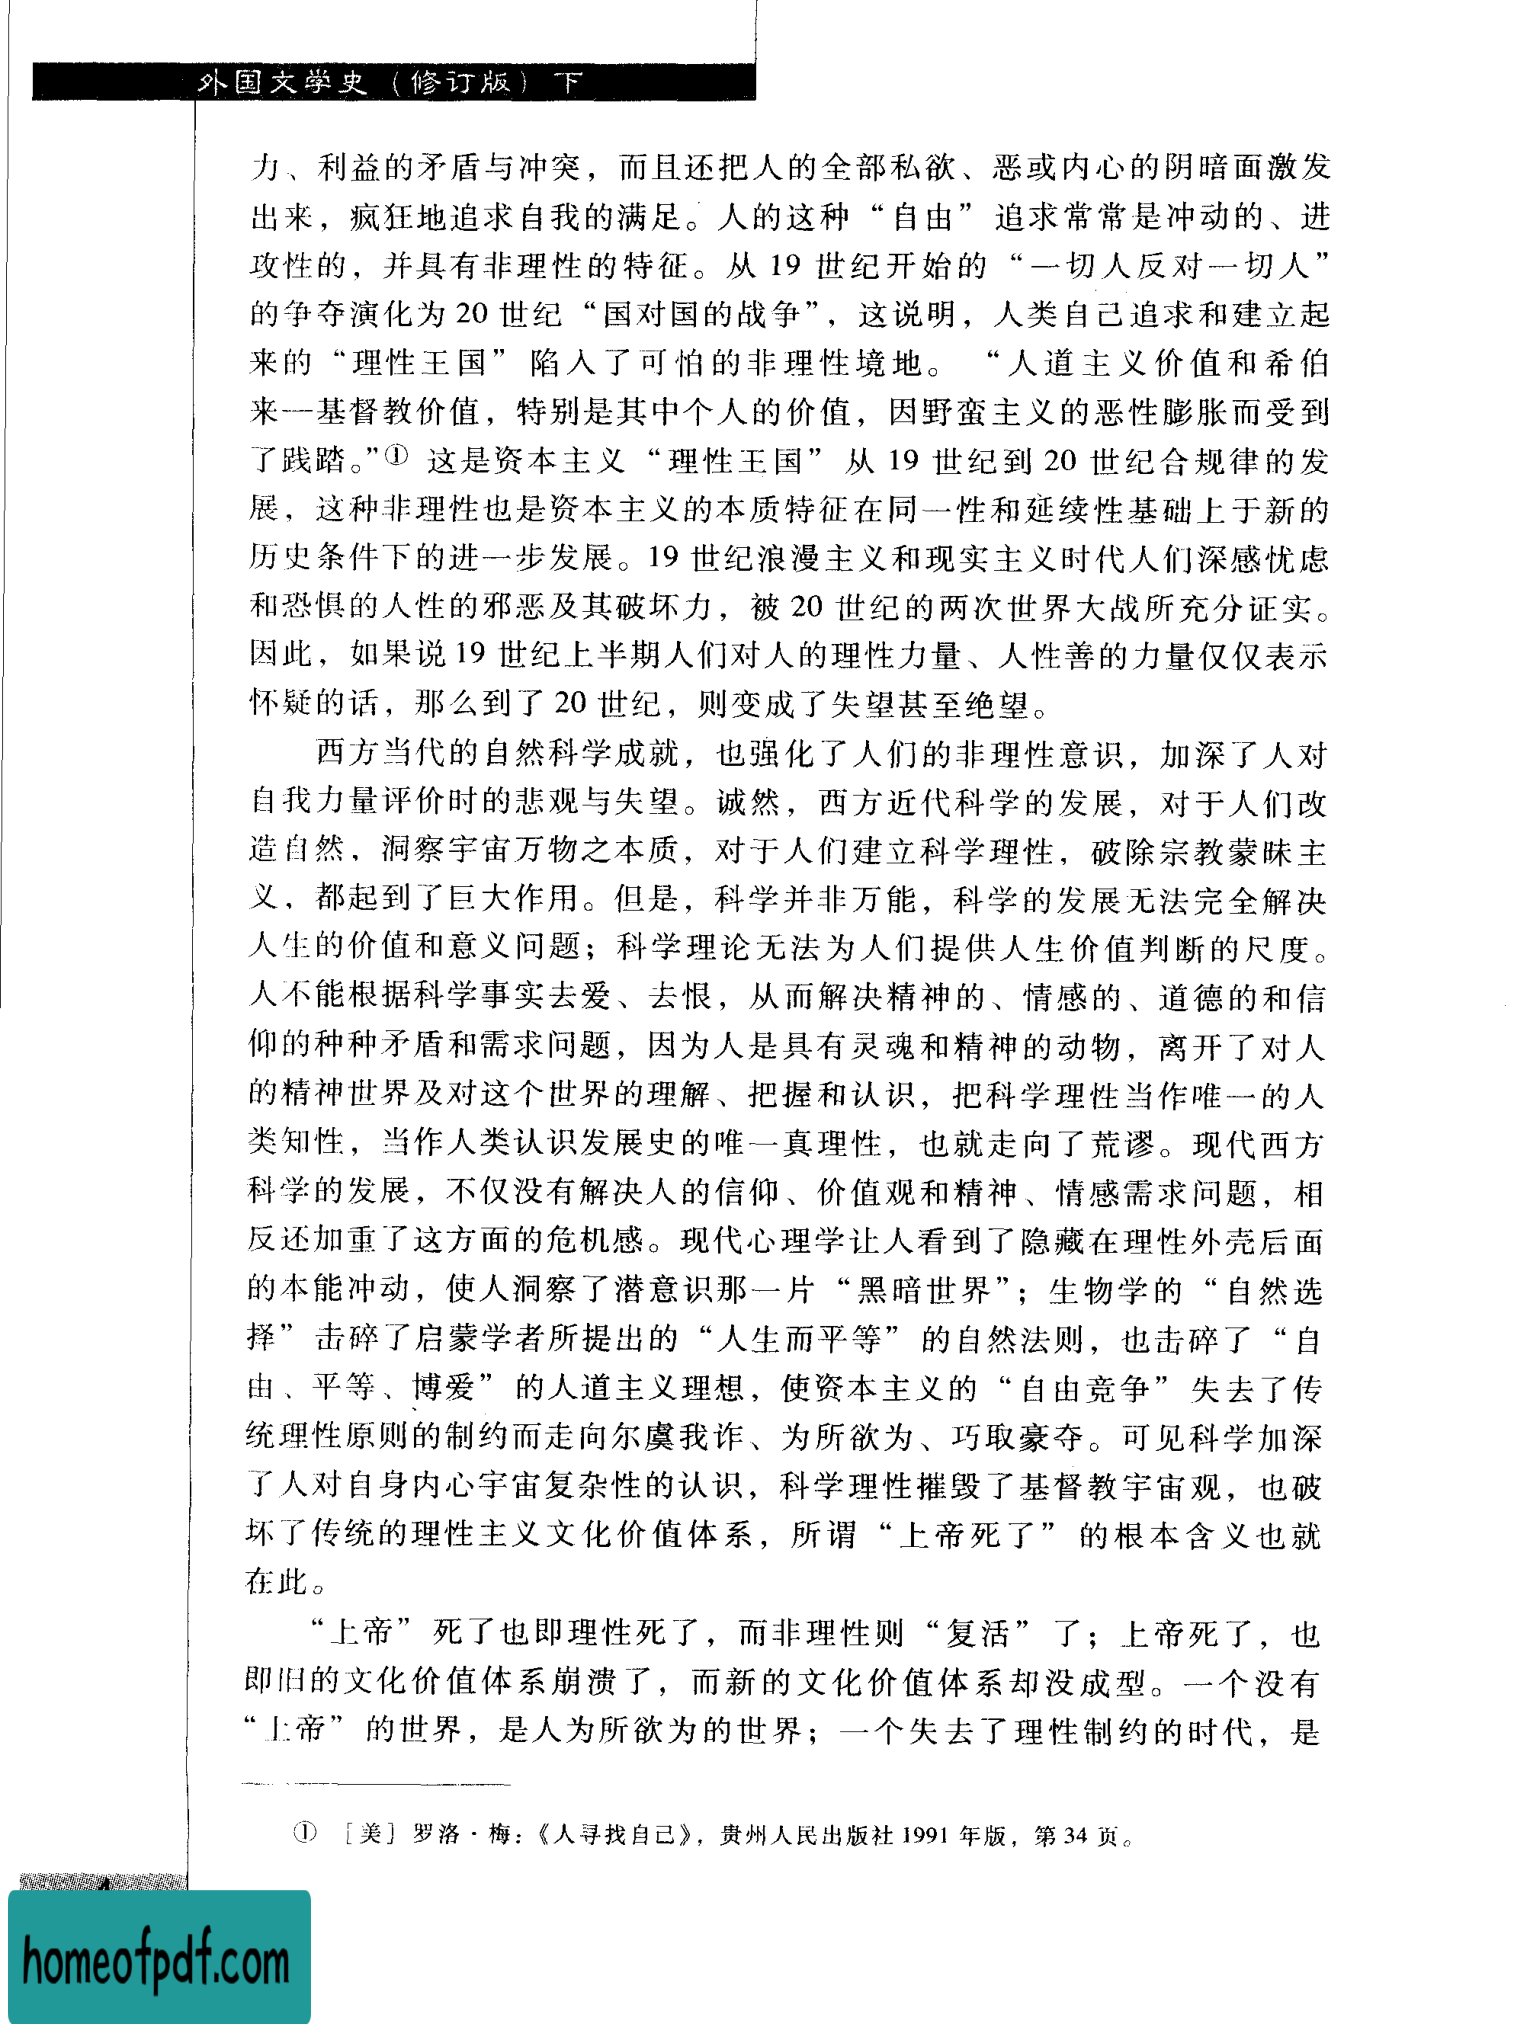 外国文学史（修订版）下
力、利益的矛盾与冲突，而且还把人的全部私欲、恶或内心的阴暗面激发
出来，疯狂地追求自我的满足。人的这种“自由”追求常常是冲动的、进
攻性的，并具有非理性的特征。从 19 世纪开始的“一切人反对一切人”
的争夺演化为 20 世纪“国对国的战争”，这说明，人类自己追求和建立起
来的“理性王国”陷入了可怕的非理性境地。“人道主义价值和希伯
来—基督教价值，特别是其中个人的价值，因野蛮主义的恶性膨胀而受到
了践踏。”① 这是资本主义“理性王国”从 19 世纪到 20 世纪合规律的发
展，这种非理性也是资本主义的本质特征在同一性和延续性基础上于新的
历史条件下的进一步发展。19 世纪浪漫主义和现实主义时代人们深感忧虑
和恐惧的人性的邪恶及其破坏力，被 20 世纪的两次世界大战所充分证实。
因此，如果说 19 世纪上半期人们对人的理性力量、人性善的力量仅仅表示
怀疑的话，那么到了 20 世纪，则变成了失望甚至绝望。
西方当代的自然科学成就，也强化了人们的非理性意识，加深了人对
自我力量评价时的悲观与失望。诚然，西方近代科学的发展，对于人们改
造自然，洞察宇宙万物之本质，对于人们建立科学理性，破除宗教蒙昧主
义，都起到了巨大作用。但是，科学并非万能，科学的发展无法完全解决
人生的价值和意义问题；科学理论无法为人们提供人生价值判断的尺度。
人不能根据科学事实去爱、去恨，从而解决精神的、情感的、道德的和信
仰的种种矛盾和需求问题，因为人是具有灵魂和精神的动物，离开了对人
的精神世界及对这个世界的理解、把握和认识，把科学理性当作唯一的人
类知性，当作人类认识发展史的唯一真理性，也就走向了荒谬。现代西方
科学的发展，不仅没有解决人的信仰、价值观和精神、情感需求问题，相
反还加重了这方面的危机感。现代心理学让人看到了隐藏在理性外壳后面
的本能冲动，使人洞察了潜意识那一片“黑暗世界”；生物学的“自然选
择”击碎了启蒙学者所提出的“人生而平等”的自然法则，也击碎了“自
由、平等、博爱”的人道主义理想，使资本主义的“自由竞争”失去了传
统理性原则的制约而走向尔虞我诈、为所欲为、巧取豪夺。可见科学加深
了人对自身内心宇宙复杂性的认识，科学理性摧毁了基督教宇宙观，也破
坏了传统的理性主义文化价值体系，所谓“上帝死了”的根本含义也就
在此。
“上帝”死了也即理性死了，而非理性则“复活”了；上帝死了，也
即旧的文化价值体系崩溃了，而新的文化价值体系却没成型。一个没有
“上帝”的世界，是人为所欲为的世界；一个失去了理性制约的时代，是
① ［美］罗洛·梅：《人寻找自己》，贵州人民出版社 1991 年版，第 34 页。
homeofpdf.com